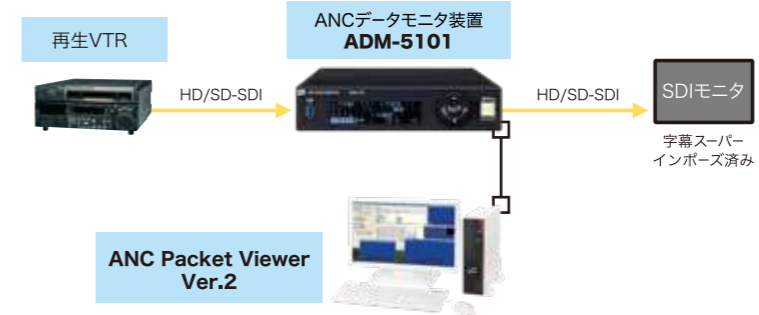 再生VTR
ANCデータモニタ装置
ADM-5101
HD/SD-SDI
HD/SD-SDI
SDIモニタ
字幕スーパー
インポーズ済み
ANC Packet Viewer
Ver.2